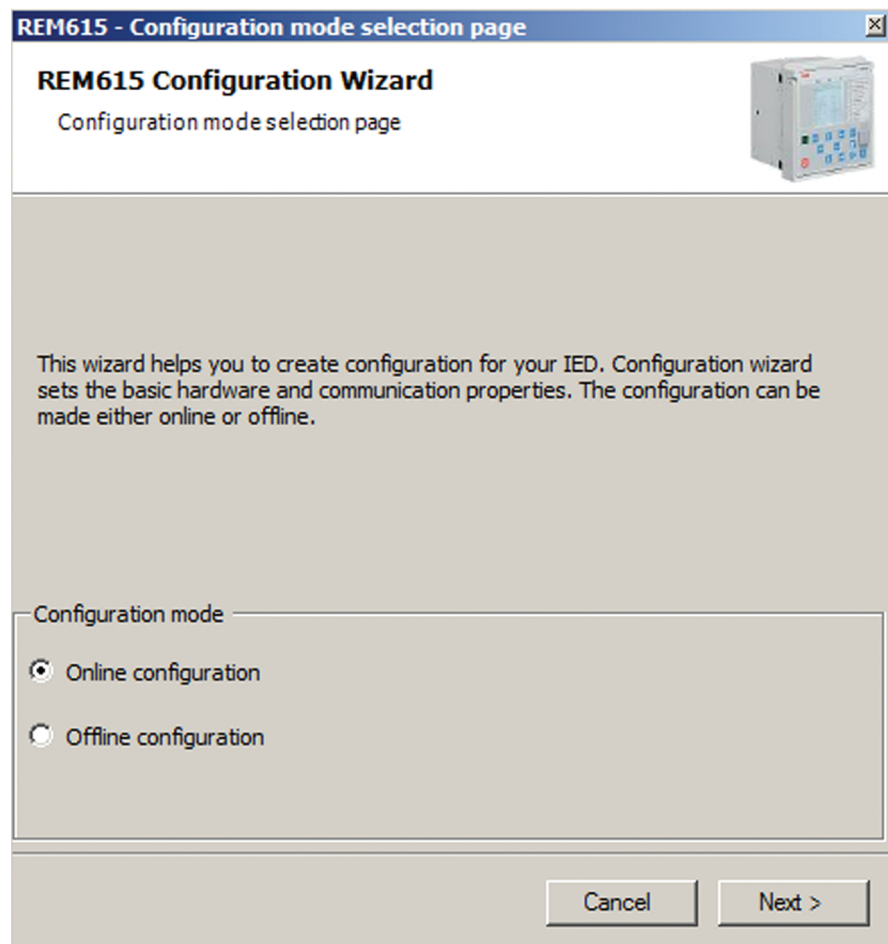 REM615 - Configuration mode selection page
REM615 Configuration Wizard
Configuration mode selection page
This wizard helps you to create configuration for your IED. Configuration wizard
sets the basic hardware and communication properties. The configuration can be
made either online or offline.
Configuration mode
Online configuration
Offline configuration
Cancel
Next >